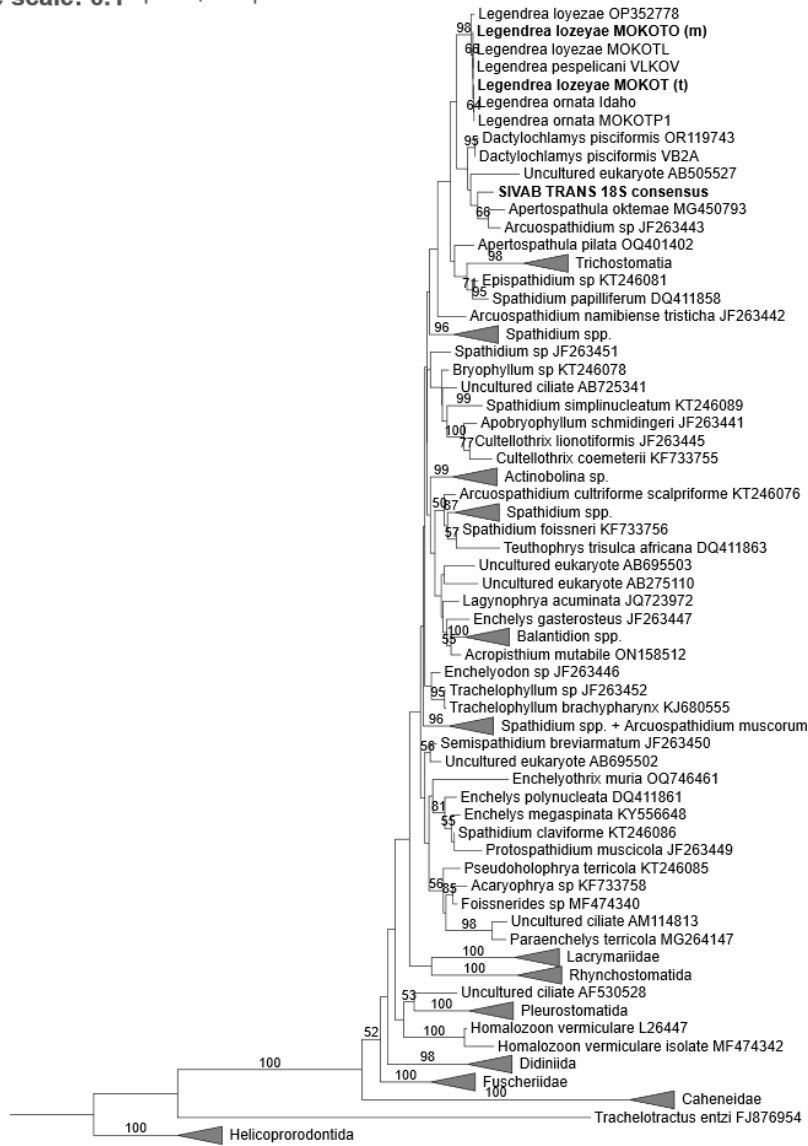 scale: 0.1
Legendrea loyezae OP352778
98
Legendrea lozeyae MOKOTO (m)
66
Legendrea loyezae MOKOTL
Legendrea pespelicani VLKOV
Legendrea lozeyae MOKOT (t)
64
Legendrea ornata Idaho
Legendrea ornata MOKOTP1
95
Dactylochlamys pisciformis OR119743
Dactylochlamys pisciformis VB2A
Uncultured eukaryote AB505527
SIVAB TRANS 18S consensus
66
Apertospathula oktemae MG450793
Arcuospathidium sp JF263443
Apertospathula pilata OQ401402
98
Trichostomatia
71
Epispathidium sp KT246081
95
Spathidium papilliferum DQ411858
Arcuospathidium namibiense tristicha JF263442
96
Spathidium spp.
Spathidium sp JF263451
Bryophyllum sp KT246078
Uncultured ciliate AB725341
99
Spathidium simplinucleatum KT246089
Apobryophyllum schmidingeri JF263441
100
77
Cultellothrix lionotiformis JF263445
Cultellothrix coemeterii KF733755
99
Actinobolina sp.
Arcuospathidium cultriforme scalpriforme KT246076
50
87
Spathidium spp.
57
Spathidium foissneri KF733756
Teuthophrys trisulca africana DQ411863
Uncultured eukaryote AB695503
Uncultured eukaryote AB275110
Lagynophrya acuminata JQ723972
Enchelys gasterosteus JF263447
100
55
Balantidion spp.
Acropisthium mutabile ON158512
Enchelyodon sp JF263446
95
Trachelophyllum sp JF263452
Trachelophyllum brachypharynx KJ680555
96
Spathidium spp. + Arcuospathidium muscorum
56
Semispathidium breviarmatum JF263450
Uncultured eukaryote AB695502
Enchelyothrix muria OQ746461
81
Enchelys polynucleata DQ411861
55
Enchelys megaspinata KY556648
Spathidium claviforme KT246086
Protospathidium muscicola JF263449
Pseudoholophrya terricola KT246085
56
85
Acaryophrya sp KF733758
Foissnerides sp MF474340
98
Uncultured ciliate AM114813
Paraenchelys terricola MG264147
100
Lacrymariidae
100
Rhynchostomatida
53
Uncultured ciliate AF530528
100
Pleurostomatida
100
Homalozoon vermiculare L26447
52
Homalozoon vermiculare isolate MF474342
98
Didiniida
100
100
Fuscheriidae
100
Caheneidae
Trachelotractus entzi FJ876954
100
Helicoprorodontida